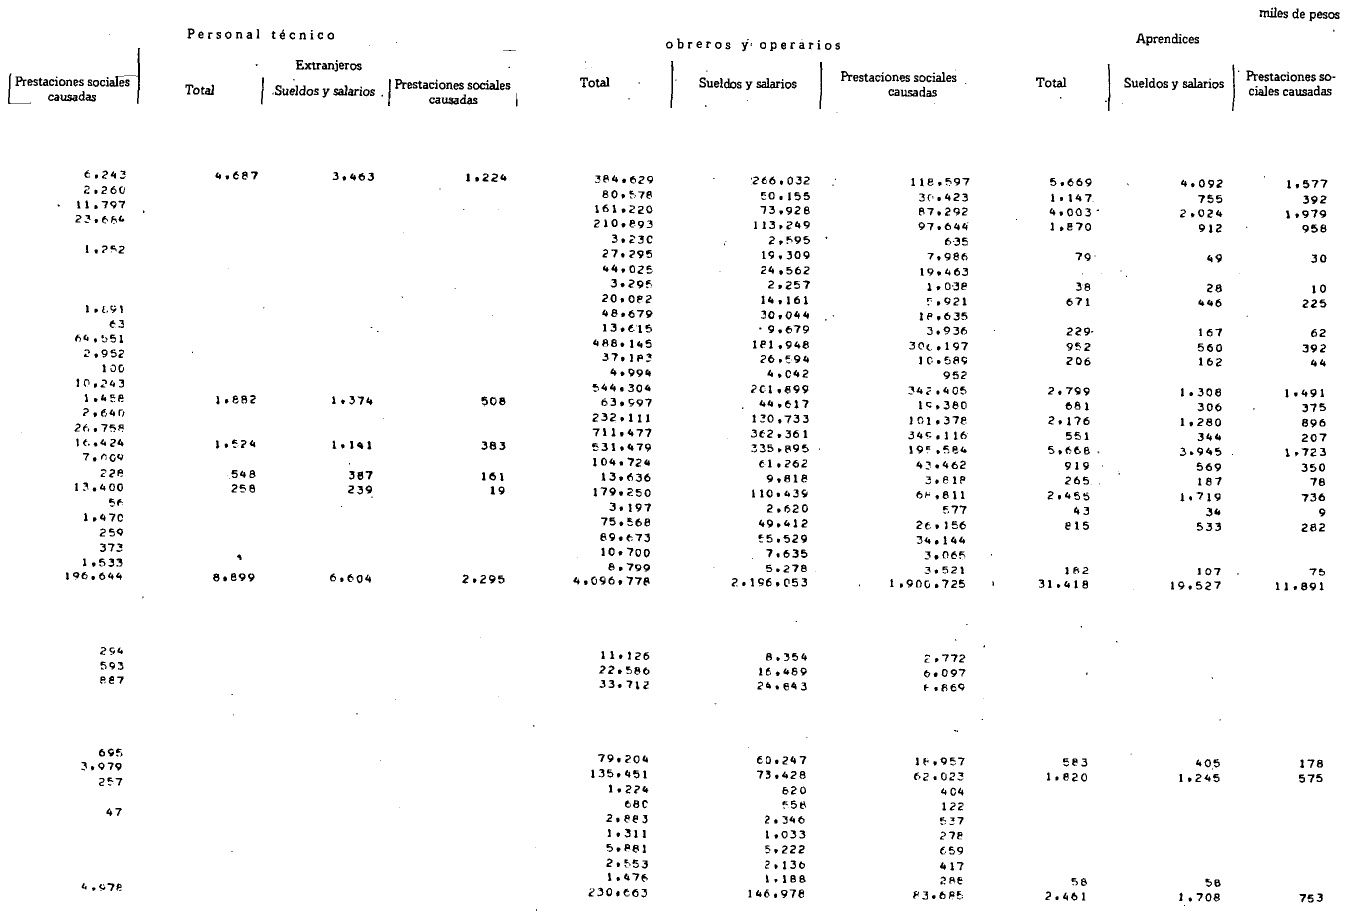 miles de pesos
Personal técnico obreros y operarios Aprendices
Extranjeros
Prestaciones sociales causadas Total Sueldos y salarios Prestaciones sociales causadas Total Sueldos y salarios Prestaciones sociales causadas Total Sueldos y salarios Prestaciones so-ciales causadas
6.243 4.687 3.463 1.224 384.629 266.032 118.597 5.669 4.092 1.577
2.260 80.578 50.155 30.423 1.147 755 392
11.797 161.220 73.928 87.292 4.003 2.024 1.979
23.684 210.893 113.249 97.644 1.870 912 958
3.230 2.595 635
1.252 27.295 19.309 7.986 79 49 30
44.025 24.562 19.463
3.295 2.257 1.038 38 28 10
20.082 14.161 5.921 671 446 225
1.891 48.679 30.044 18.635
63 13.615 9.679 3.936 229 167 62
64.551 488.145 181.948 306.197 952 560 392
2.952 37.183 26.594 10.589 206 162 44
100 4.994 4.042 952
10.243 544.304 201.899 342.405 2.799 1.308 1.491
1.458 1.882 1.374 508 63.997 44.617 19.380 681 306 375
2.640 232.111 130.733 101.378 2.176 1.280 896
26.758 711.477 362.361 349.116 551 344 207
16.424 1.524 1.141 383 531.479 335.895 195.584 5.668 3.945 1.723
7.009 104.724 61.262 43.462 919 569 350
228 548 387 161 13.636 9.818 3.818 265 187 78
13.400 258 239 19 179.250 110.439 68.811 2.455 1.719 736
56 3.197 2.620 577 43 34 9
1.470 75.568 49.412 26.156 815 533 282
259 89.673 55.529 34.144
373 10.700 7.635 3.065
1.533 8.799 5.278 3.521 182 107 75
196.644 8.899 6.604 2.295 4.096.778 2.196.053 1.900.725 31.418 19.527 11.891
294 11.126 8.354 2.772
593 22.586 16.489 6.097
887 33.712 24.843 8.869
695 79.204 60.247 18.957 583 405 178
3.979 135.451 73.428 62.023 1.820 1.245 575
257 1.224 820 404
680 558 122
47 2.883 2.346 537
1.311 1.033 278
5.881 5.222 659
2.553 2.136 417
1.476 1.188 288 58 58
4.978 230.663 146.978 83.685 2.461 1.708 753